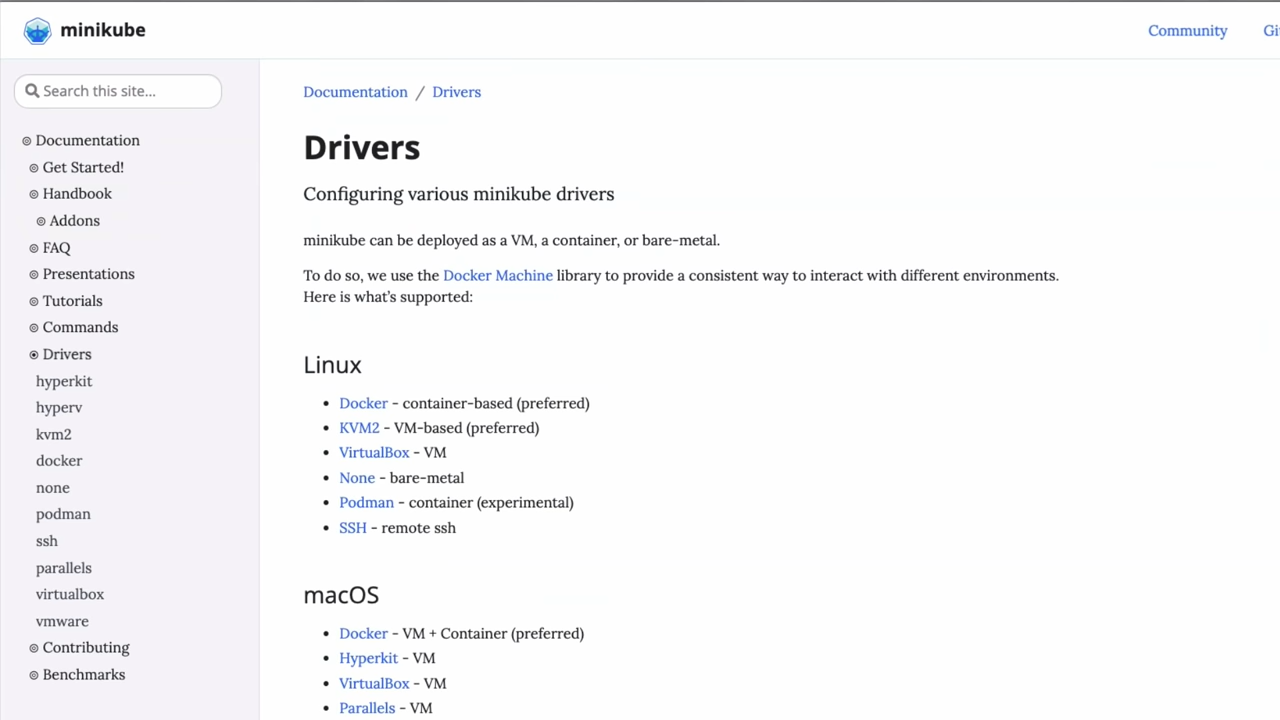 minikube
Community
Search this site...
Documentation
Get Started!
Handbook
Addons
FAQ
Presentations
Tutorials
Commands
Drivers
hyperkit
hyperv
kvm2
docker
none
podman
ssh
parallels
virtualbox
vmware
Contributing
Benchmarks
Documentation / Drivers
Drivers
Configuring various minikube drivers
minikube can be deployed as a VM, a container, or bare-metal.
To do so, we use the Docker Machine library to provide a consistent way to interact with different environments.
Here is what's supported:
Linux
• Docker - container-based (preferred)
• KVM2 - VM-based (preferred)
• VirtualBox - VM
• None - bare-metal
• Podman - container (experimental)
• SSH - remote ssh
macOS
• Docker - VM + Container (preferred)
• Hyperkit - VM
• VirtualBox - VM
• Parallels - VM